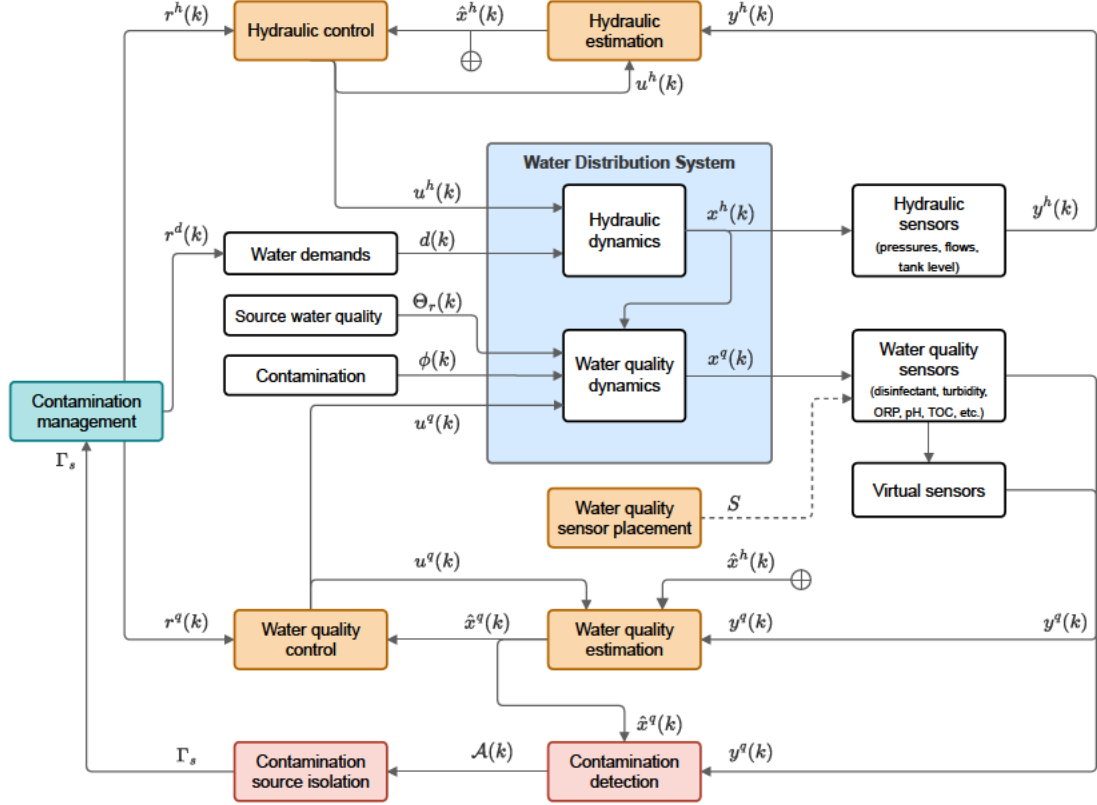 r^h(k)
Hydraulic control
x̂^h(k)
Hydraulic
estimation
y^h(k)
u^h(k)
Water Distribution System
u^h(k)
Hydraulic
dynamics
x^h(k)
Hydraulic
sensors
(pressures, flows,
tank level)
y^h(k)
r^d(k)
Water demands
d(k)
Source water quality
Θ_r(k)
Contamination
ϕ(k)
Water quality
dynamics
x^q(k)
Water quality
sensors
(disinfectant, turbidity,
ORP, pH, TOC, etc.)
Contamination
management
u^q(k)
Γ_s
Virtual sensors
Water quality
sensor placement
S
u^q(k)
x̂^h(k)
r^q(k)
Water quality
control
x̂^q(k)
Water quality
estimation
y^q(k)
y^q(k)
x̂^q(k)
Γ_s
Contamination
source isolation
𝒜(k)
Contamination
detection
y^q(k)